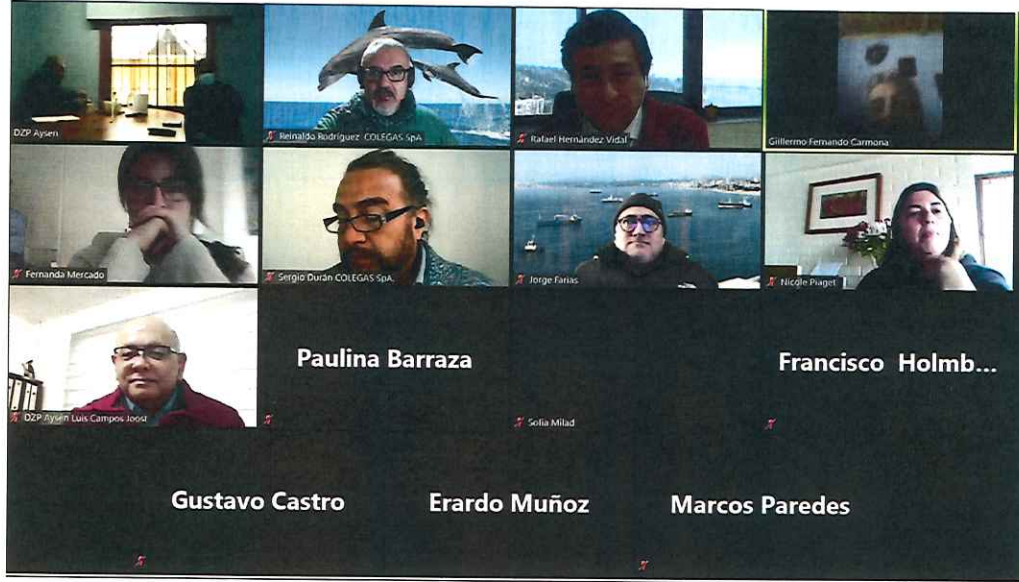 DZP Aysen
Reinaldo Rodríguez COLEGAS SpA
Rafael Hernández Vidal
Guillermo Fernando Carmona
Fernanda Mercado
Sergio Durán COLEGAS SpA.
Jorge Farias
Nicole Piaget
DZP Aysen Luis Campos Joost
Paulina Barraza
Sofia Milad
Francisco Holmb...
Gustavo Castro
Erardo Muñoz
Marcos Paredes